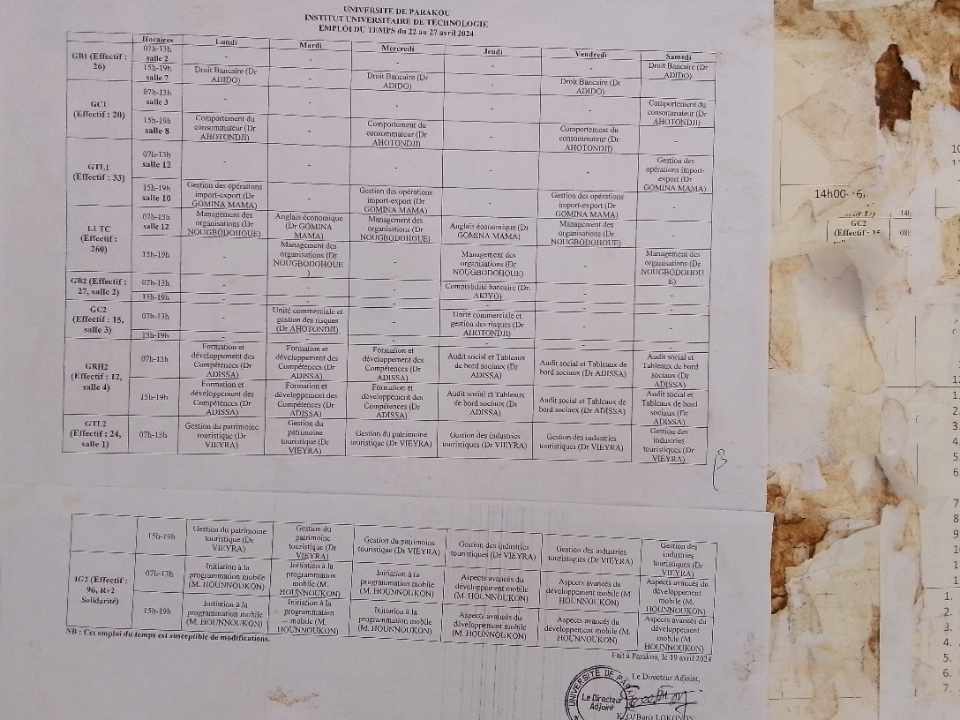 UNIVERSITE DE PARAKOU
INSTITUT UNIVERSITAIRE DE TECHNOLOGIE
EMPLOI DU TEMPS du 22 au 27 avril 2024
Horaires Lundi Mardi Mercredi Jeudi Vendredi Samedi
GB1 (Effectif : 26)
07h-13h salle 2 - - - - - Droit Bancaire (Dr ADIDO)
15h-19h salle 7 Droit Bancaire (Dr ADIDO) - Droit Bancaire (Dr ADIDO) - Droit Bancaire (Dr ADIDO) -
GC1 (Effectif : 20)
07h-13h salle 3 - - - - - Comportement du consommateur (Dr AHOTONDJI)
15h-19h salle 8 Comportement du consommateur (Dr AHOTONDJI) - Comportement du consommateur (Dr AHOTONDJI) - Comportement du consommateur (Dr AHOTONDJI) -
GTL1 (Effectif : 33)
07h-13h salle 12 - - - - - Gestion des opérations import-export (Dr GOMINA MAMA)
15h-19h salle 10 Gestion des opérations import-export (Dr GOMINA MAMA) - Gestion des opérations import-export (Dr GOMINA MAMA) - Gestion des opérations import-export (Dr GOMINA MAMA) -
L1 TC (Effectif : 260)
07h-13h salle 12 Management des organisations (Dr NOUGBODOHOUE) Anglais économique (Dr GOMINA MAMA) Management des organisations (Dr NOUGBODOHOUE) Anglais économique (Dr GOMINA MAMA) Management des organisations (Dr NOUGBODOHOUE) -
15h-19h - Management des organisations (Dr NOUGBODOHOUE) - Management des organisations (Dr NOUGBODOHOUE) - Management des organisations (Dr NOUGBODOHOUE)
GB2 (Effectif : 27, salle 2)
07h-13h - - - Comptabilité bancaire (Dr AKOYO) - -
15h-19h - - - - - -
GC2 (Effectif : 15, salle 3)
07h-13h - Unité commerciale et gestion des risques (Dr AHOTONDJI) - Unité commerciale et gestion des risques (Dr AHOTONDJI) - -
15h-19h - - - - - -
GRH2 (Effectif : 12, salle 4)
07h-13h Formation et développement des Compétences (Dr ADISSA) Formation et développement des Compétences (Dr ADISSA) Formation et développement des Compétences (Dr ADISSA) Audit social et Tableaux de bord sociaux (Dr ADISSA) Audit social et Tableaux de bord sociaux (Dr ADISSA) Audit social et Tableaux de bord sociaux (Dr ADISSA)
15h-19h Formation et développement des Compétences (Dr ADISSA) Formation et développement des Compétences (Dr ADISSA) Formation et développement des Compétences (Dr ADISSA) Audit social et Tableaux de bord sociaux (Dr ADISSA) Audit social et Tableaux de bord sociaux (Dr ADISSA) Audit social et Tableaux de bord sociaux (Dr ADISSA)
GTL2 (Effectif : 24, salle 1)
07h-13h Gestion du patrimoine touristique (Dr VIEYRA) Gestion du patrimoine touristique (Dr VIEYRA) Gestion du patrimoine touristique (Dr VIEYRA) Gestion des industries touristiques (Dr VIEYRA) Gestion des industries touristiques (Dr VIEYRA) Gestion des industries touristiques (Dr VIEYRA)
15h-19h Gestion du patrimoine touristique (Dr VIEYRA) Gestion du patrimoine touristique (Dr VIEYRA) Gestion du patrimoine touristique (Dr VIEYRA) Gestion des industries touristiques (Dr VIEYRA) Gestion des industries touristiques (Dr VIEYRA) Gestion des industries touristiques (Dr VIEYRA)
IG2 (Effectif : 96, R+2 Solidarité)
07h-13h Initiation à la programmation mobile (M. HOUNNOUKON) Initiation à la programmation mobile (M. HOUNNOUKON) Initiation à la programmation mobile (M. HOUNNOUKON) Aspects avancés du développement mobile (M. HOUNNOUKON) Aspects avancés du développement mobile (M. HOUNNOUKON) Aspects avancés du développement mobile (M. HOUNNOUKON)
15h-19h Initiation à la programmation mobile (M. HOUNNOUKON) Initiation à la programmation mobile (M. HOUNNOUKON) Initiation à la programmation mobile (M. HOUNNOUKON) Aspects avancés du développement mobile (M. HOUNNOUKON) Aspects avancés du développement mobile (M. HOUNNOUKON) Aspects avancés du développement mobile (M. HOUNNOUKON)
NB : Cet emploi du temps est susceptible de modifications.
Fait à Parakou, le 19 avril 2024
Le Directeur Adjoint,
UNIVERSITE DE PARA
Le Directeur
Adjoint
14h00
GC2
(Effectif : 15